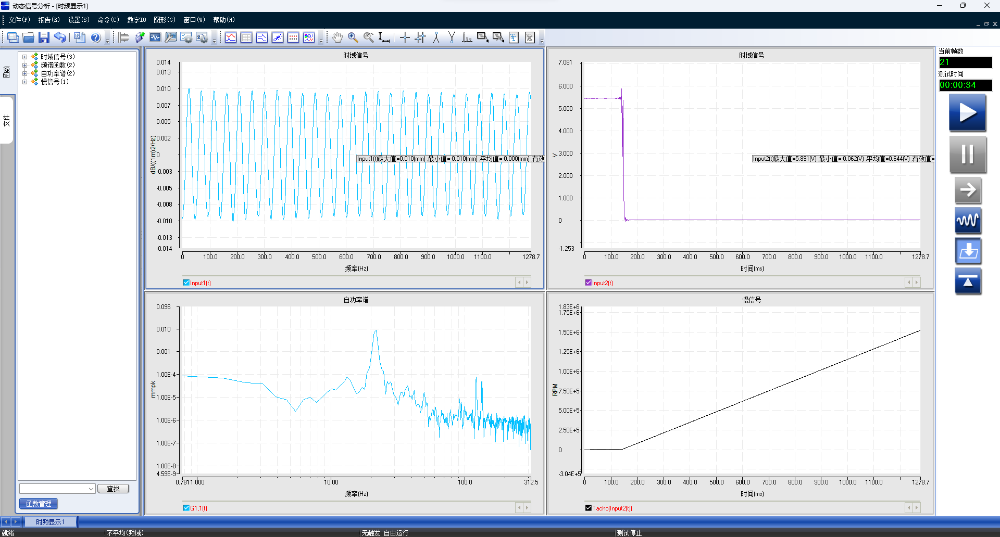 动态信号分析 - [时频显示1]
文件(F) 报告(R) 设置(S) 命令(C) 数字IO 图形(G) 窗口(W) 帮助(H)
函数
文件
时域信号(3)
频谱函数(2)
自功率谱(2)
慢信号(1)
查找
函数管理
时域信号
0.014
0.013
0.010
0.007
0.005
0.002
0
-0.003
-0.005
-0.008
-0.010
-0.013
-0.014
dB/((1m)2/Hz)
Input1(t)最大值=0.010(mm) ,最小值=-0.010(mm) ,平均值=-0.000(mm) ,有效
0 100.0 200.0 300.0 400.0 500.0 600.0 700.0 800.0 900.0 1000.0 1100.0 1278.7
频率(Hz)
Input1(t)
时域信号
7.081
6.000
5.000
4.000
3.000
2.000
1.000
0
-1.253
V
Input2(t)最大值=5.891(V) ,最小值=-0.062(V) ,平均值=0.644(V) ,有效值=
0 100.0 200.0 300.0 400.0 500.0 600.0 700.0 800.0 900.0 1000.0 1100.0 1278.7
时间(ms)
Input2(t)
自功率谱
0.096
0.010
0.001
1.00E-4
1.00E-5
1.00E-6
1.00E-7
1.00E-8
4.59E-9
mmpk
0.7811.000 10.00 100.0 312.5
频率(Hz)
G1,1(f)
慢信号
1.83E+6
1.75E+6
1.50E+6
1.25E+6
1.00E+6
7.50E+5
5.00E+5
2.50E+5
0
-3.04E+5
RPM
0 100.0 200.0 300.0 400.0 500.0 600.0 700.0 800.0 900.0 1000.0 1100.0 1278.7
时间(ms)
Tacho(Input2(t))
当前帧数
21
测试时间
00:00:34
时频显示1
就绪 不平均(频域) 无触发 自由运行 测试停止